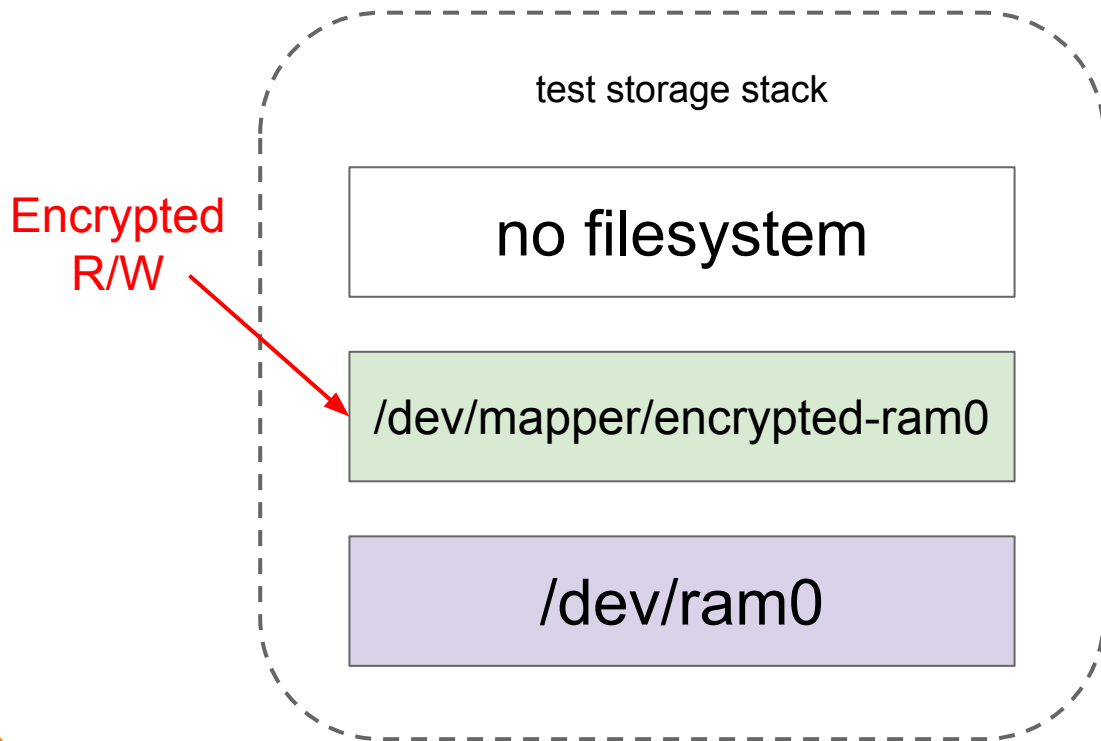 test storage stack
Encrypted
R/W
no filesystem
/dev/mapper/encrypted-ram0
/dev/ram0